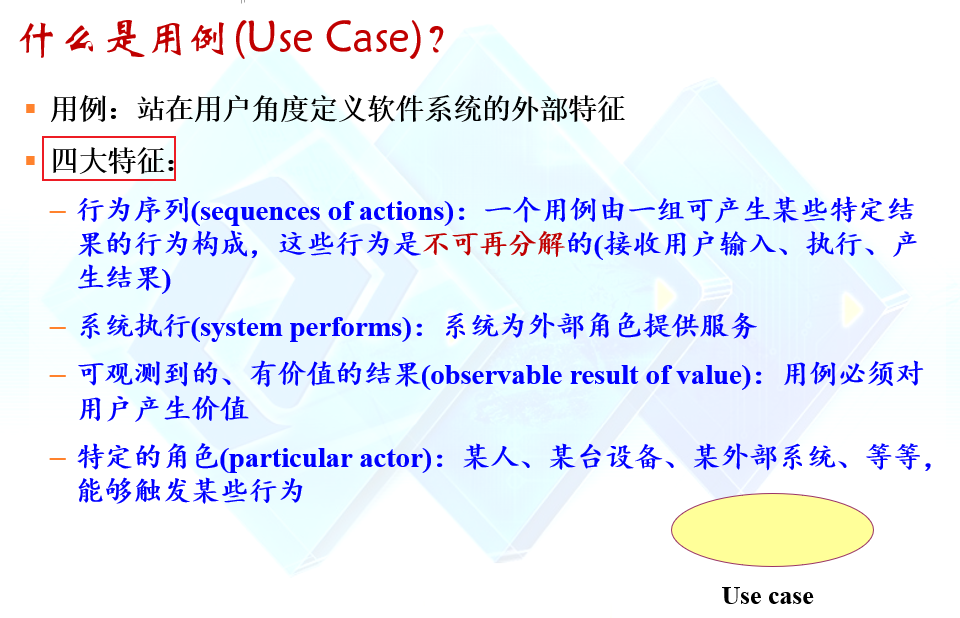 什么是用例(Use Case)?
用例：站在用户角度定义软件系统的外部特征
四大特征：
– 行为序列(sequences of actions)：一个用例由一组可产生某些特定结
果的行为构成，这些行为是不可再分解的(接收用户输入、执行、产
生结果)
– 系统执行(system performs)：系统为外部角色提供服务
– 可观测到的、有价值的结果(observable result of value)：用例必须对
用户产生价值
– 特定的角色(particular actor)：某人、某台设备、某外部系统、等等，
能够触发某些行为
Use case